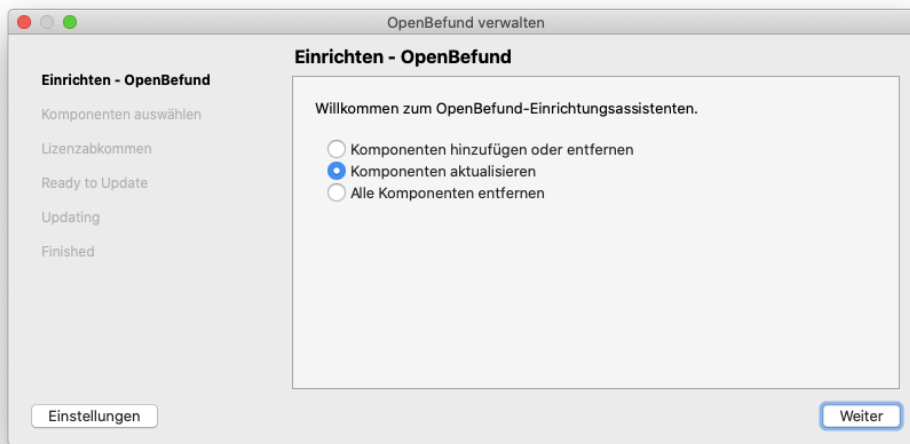 OpenBefund verwalten
Einrichten - OpenBefund
Komponenten auswählen
Lizenzabkommen
Ready to Update
Updating
Finished
Einrichten - OpenBefund
Willkommen zum OpenBefund-Einrichtungsassistenten.
Komponenten hinzufügen oder entfernen
Komponenten aktualisieren
Alle Komponenten entfernen
Einstellungen
Weiter